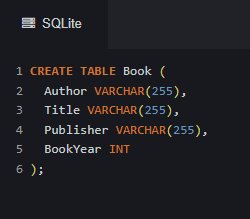 SQLite
1 CREATE TABLE Book (
2 Author VARCHAR(255),
3 Title VARCHAR(255),
4 Publisher VARCHAR(255),
5 BookYear INT
6 );